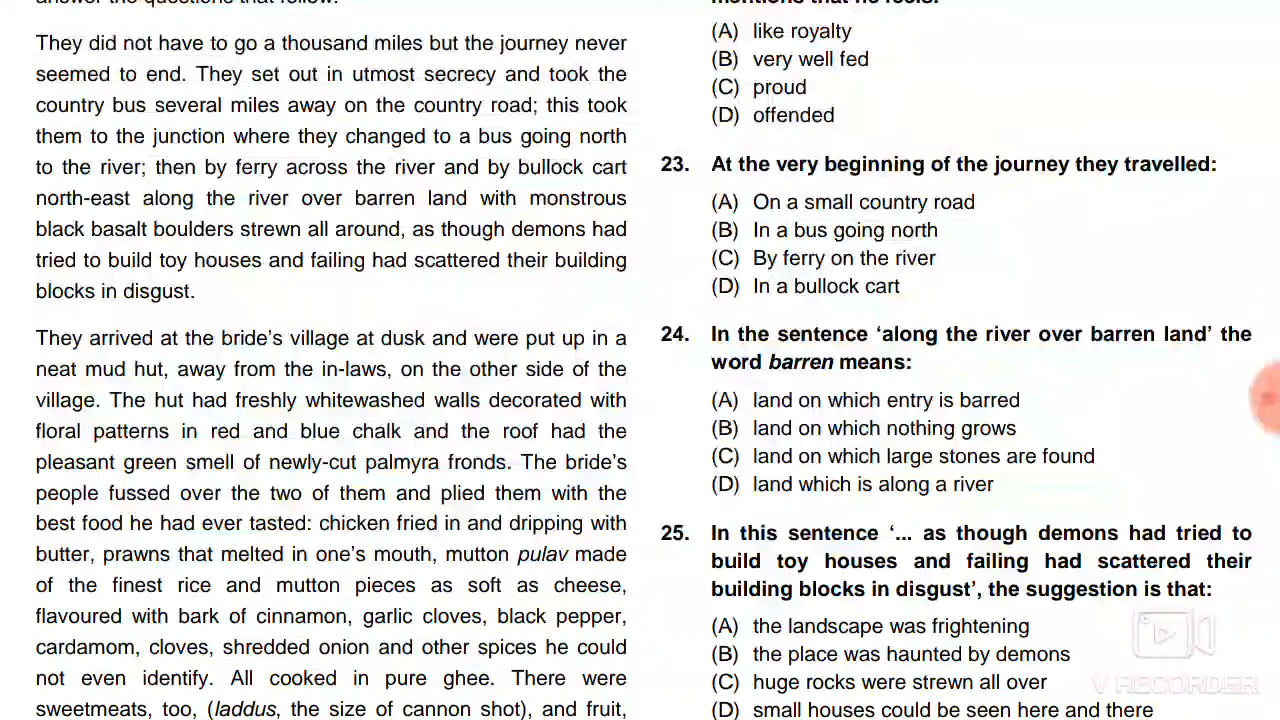 answer the questions that follow.
They did not have to go a thousand miles but the journey never
seemed to end. They set out in utmost secrecy and took the
country bus several miles away on the country road; this took
them to the junction where they changed to a bus going north
to the river; then by ferry across the river and by bullock cart
north-east along the river over barren land with monstrous
black basalt boulders strewn all around, as though demons had
tried to build toy houses and failing had scattered their building
blocks in disgust.
They arrived at the bride's village at dusk and were put up in a
neat mud hut, away from the in-laws, on the other side of the
village. The hut had freshly whitewashed walls decorated with
floral patterns in red and blue chalk and the roof had the
pleasant green smell of newly-cut palmyra fronds. The bride's
people fussed over the two of them and plied them with the
best food he had ever tasted: chicken fried in and dripping with
butter, prawns that melted in one's mouth, mutton pulav made
of the finest rice and mutton pieces as soft as cheese,
flavoured with bark of cinnamon, garlic cloves, black pepper,
cardamom, cloves, shredded onion and other spices he could
not even identify. All cooked in pure ghee. There were
sweetmeats, too, (laddus, the size of cannon shot), and fruit,
mentions that he feels:
(A) like royalty
(B) very well fed
(C) proud
(D) offended
23. At the very beginning of the journey they travelled:
(A) On a small country road
(B) In a bus going north
(C) By ferry on the river
(D) In a bullock cart
24. In the sentence 'along the river over barren land' the
word barren means:
(A) land on which entry is barred
(B) land on which nothing grows
(C) land on which large stones are found
(D) land which is along a river
25. In this sentence '... as though demons had tried to
build toy houses and failing had scattered their
building blocks in disgust', the suggestion is that:
(A) the landscape was frightening
(B) the place was haunted by demons
(C) huge rocks were strewn all over
(D) small houses could be seen here and there
V RECORDER